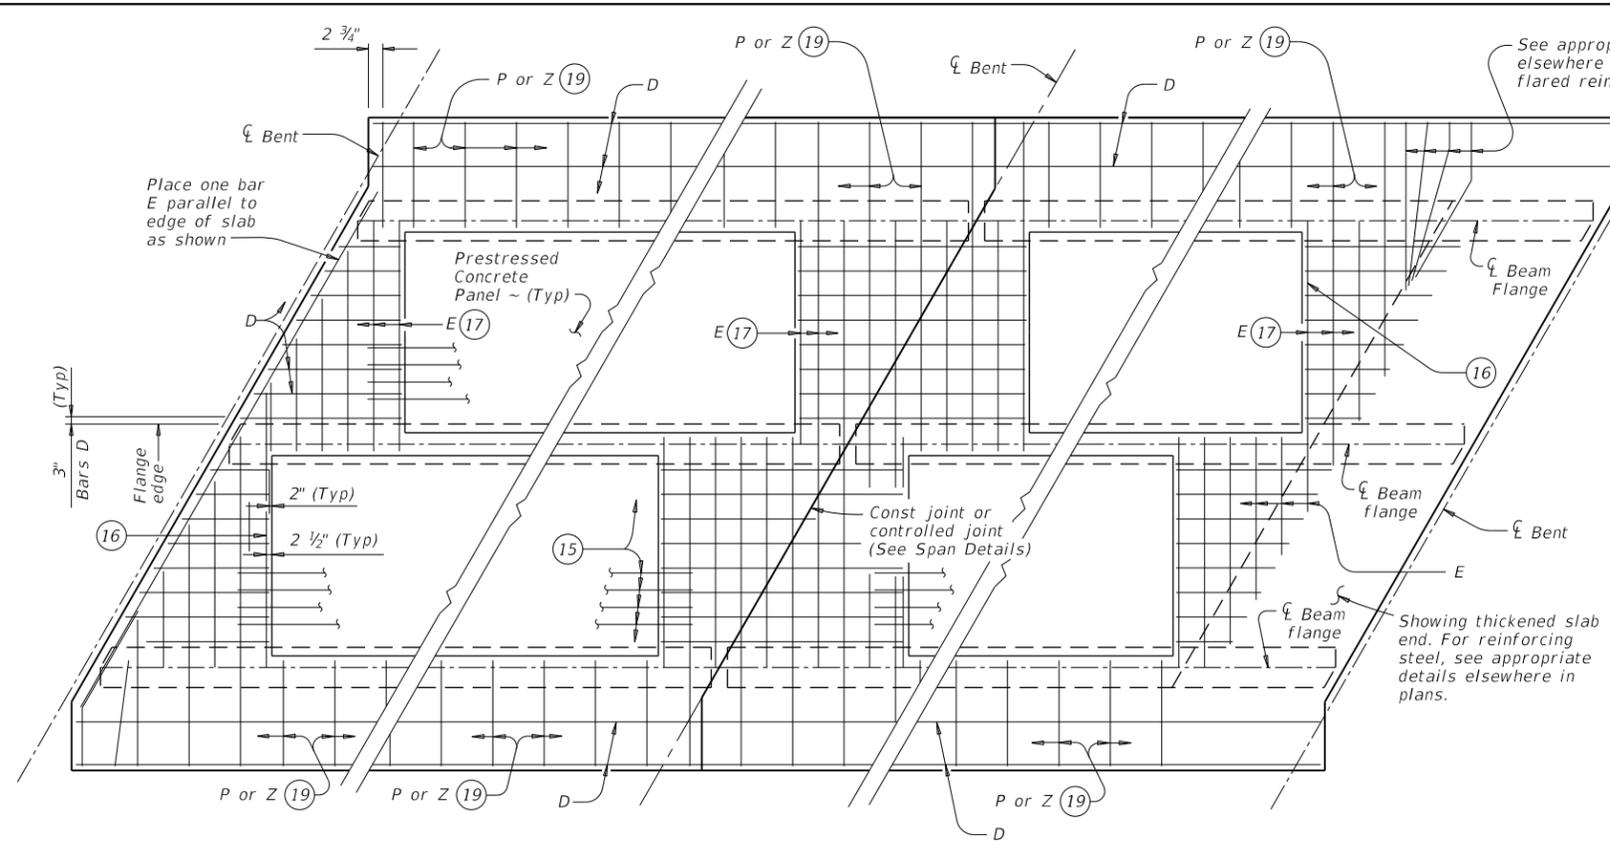 2 ¾"
P or Z 19
D
P or Z 19
℄ Bent
P or Z 19
D
See approp
elsewhere
flared rein
℄ Bent
Place one bar
E parallel to
edge of slab
as shown
Prestressed
Concrete
Panel ~ (Typ)
D
E 17
E 17
E 17
℄ Beam
Flange
16
(Typ)
3"
Bars D
Flange
edge
2" (Typ)
16
2 ½" (Typ)
15
Const joint or
controlled joint
(See Span Details)
℄ Beam
flange
℄ Bent
E
℄ Beam
flange
Showing thickened slab
end. For reinforcing
steel, see appropriate
details elsewhere in
plans.
P or Z 19
P or Z 19
D
P or Z 19
D